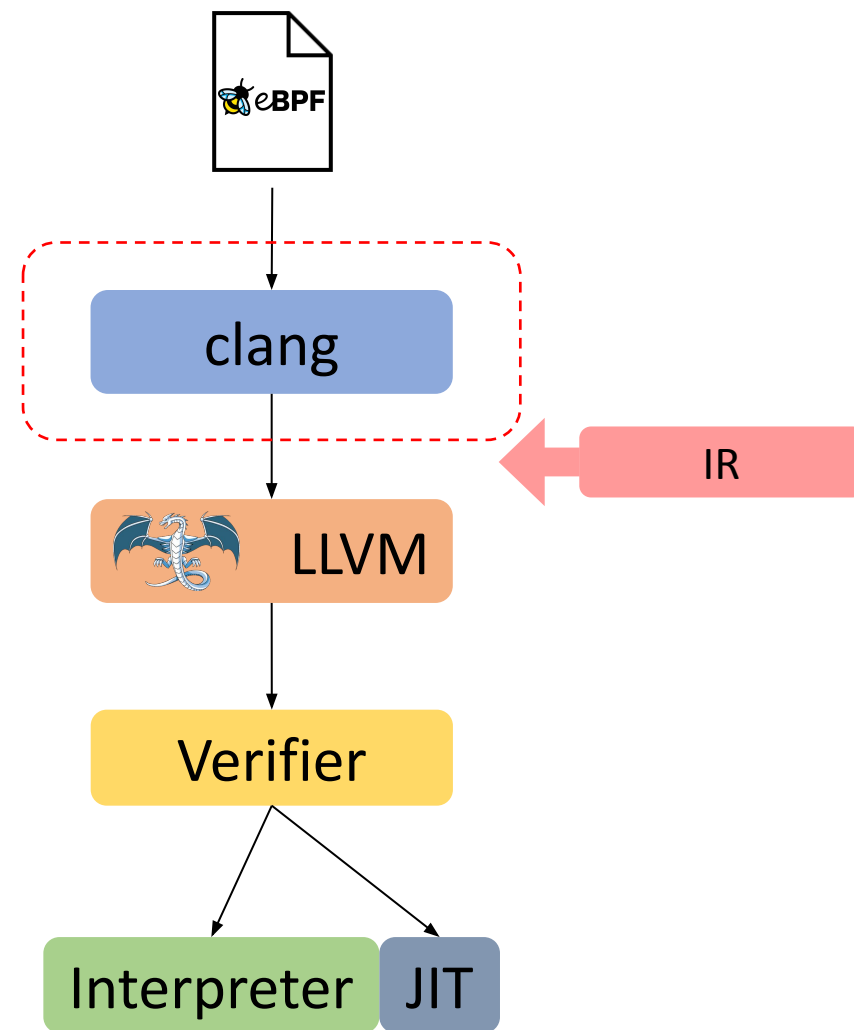 eBPF
clang
IR
LLVM
Verifier
Interpreter
JIT